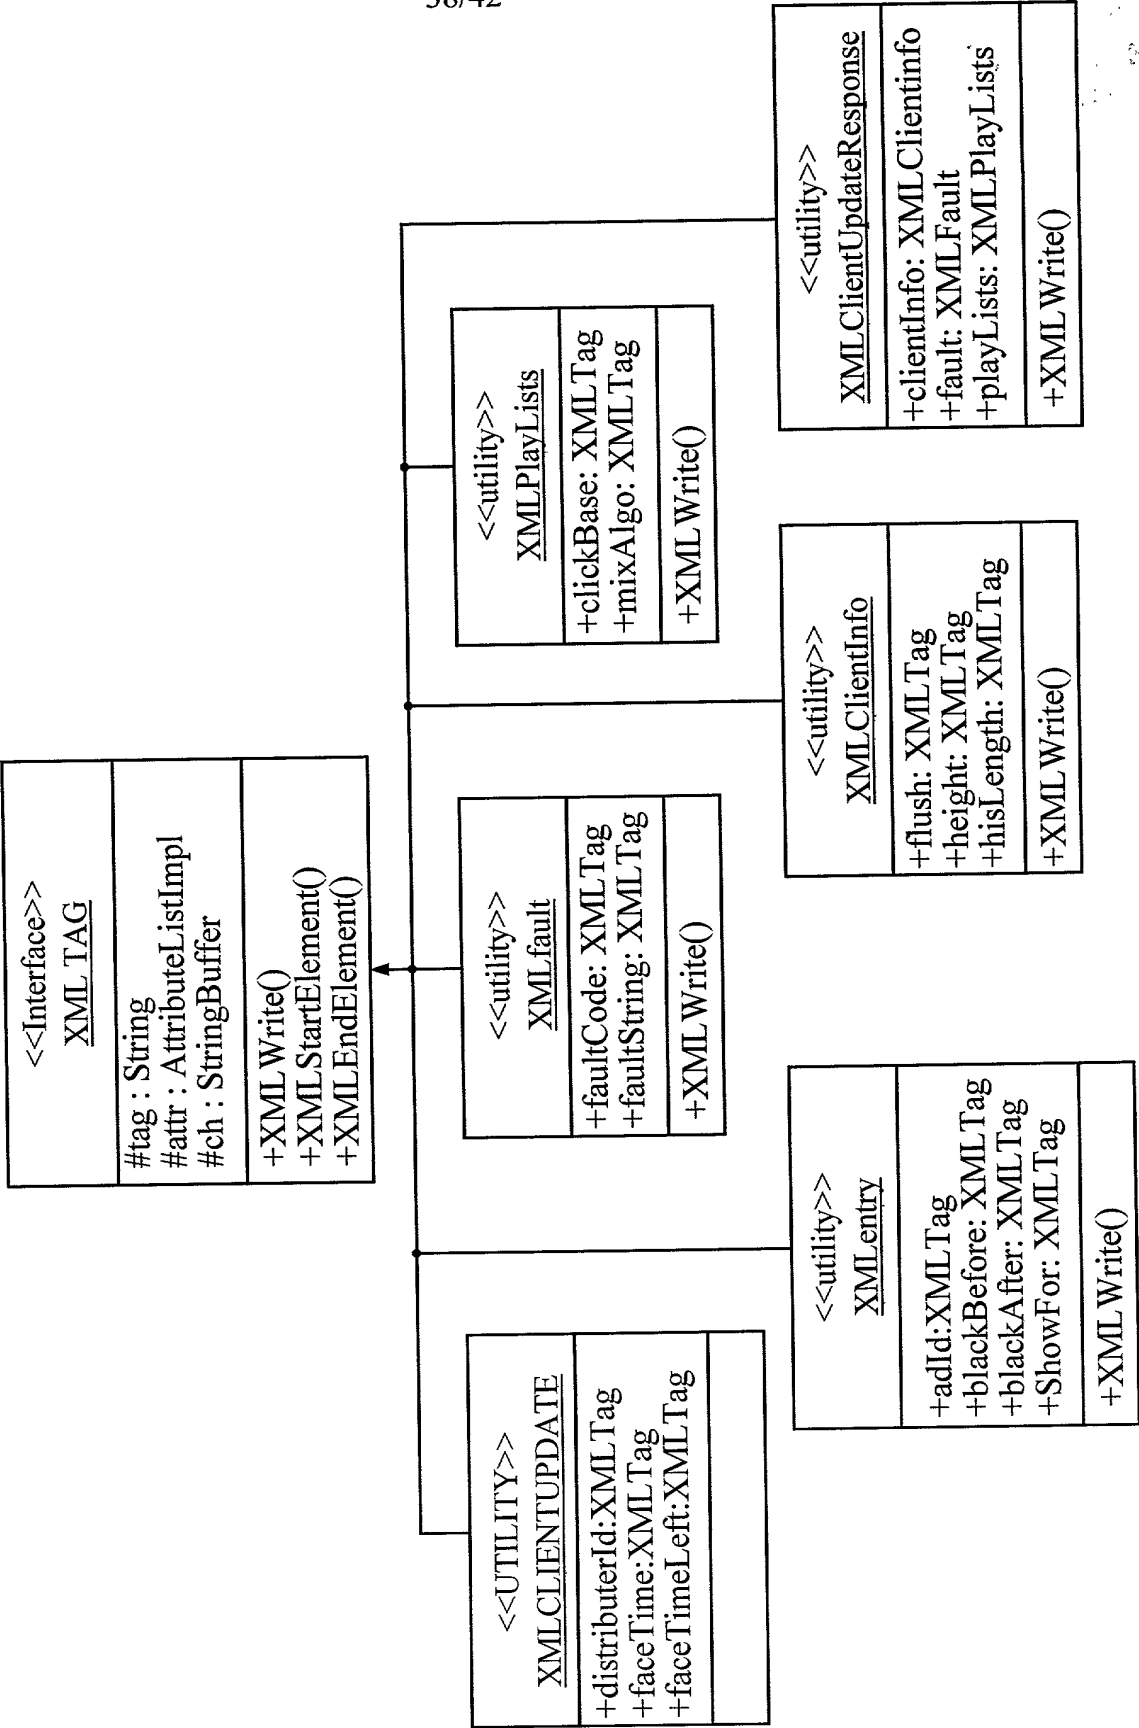 38/42
<<Interface>>
XML TAG
#tag : String
#attr : AttributeListImpl
#ch : StringBuffer
+XMLWrite()
+XMLStartElement()
+XMLEndElement()
<<UTILITY>>
XMLCLIENTUPDATE
+distributerId:XMLTag
+faceTime:XMLTag
+faceTimeLeft:XMLTag
<<utility>>
XMLfault
+faultCode: XMLTag
+faultString: XMLTag
+XMLWrite()
<<utility>>
XMLPlayLists
+clickBase: XMLTag
+mixAlgo: XMLTag
+XMLWrite()
<<utility>>
XMLentry
+adId:XMLTag
+blackBefore: XMLTag
+blackAfter: XMLTag
+ShowFor: XMLTag
+XMLWrite()
<<utility>>
XMLClientInfo
+flush: XMLTag
+height: XMLTag
+hisLength: XMLTag
+XMLWrite()
<<utility>>
XMLClientUpdateResponse
+clientInfo: XMLClientinfo
+fault: XMLFault
+playLists: XMLPlayLists
+XMLWrite()